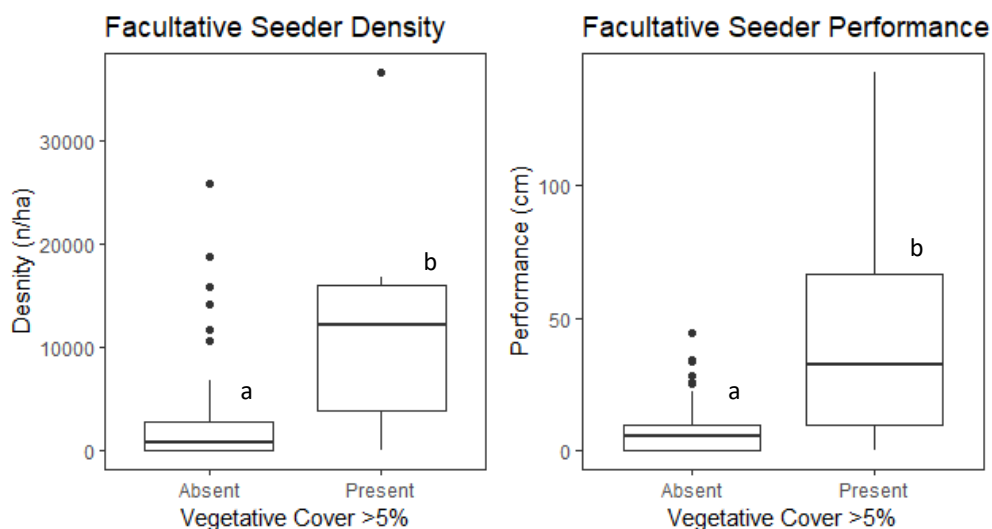 Facultative Seeder Density
Desnity (n/ha)
30000
20000
10000
0
a
b
Absent
Present
Vegetative Cover >5%
Facultative Seeder Performance
Performance (cm)
100
50
0
a
b
Absent
Present
Vegetative Cover >5%